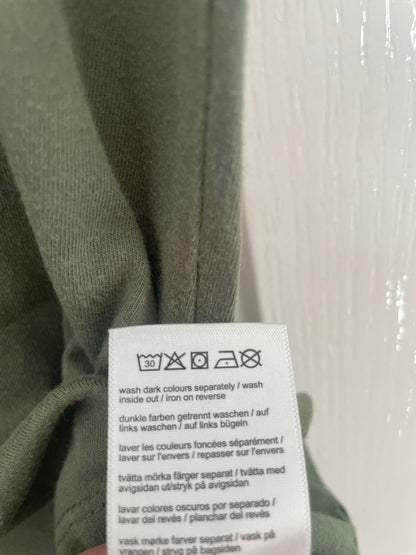 30
wash dark colours separately / wash
inside out / iron on reverse
dunkle farben getrennt waschen / auf
links waschen / auf links bügeln
laver les couleurs foncées séparément /
laver sur l'envers / repasser sur l'envers
tvätta mörka färger separat / tvätta med
avigsidan ut/stryk på avigsidan
lavar colores oscuros por separado /
lavar del revés / planchar del revés
vask mørke farver separat / vask på
vrangen / stryg på bagsiden